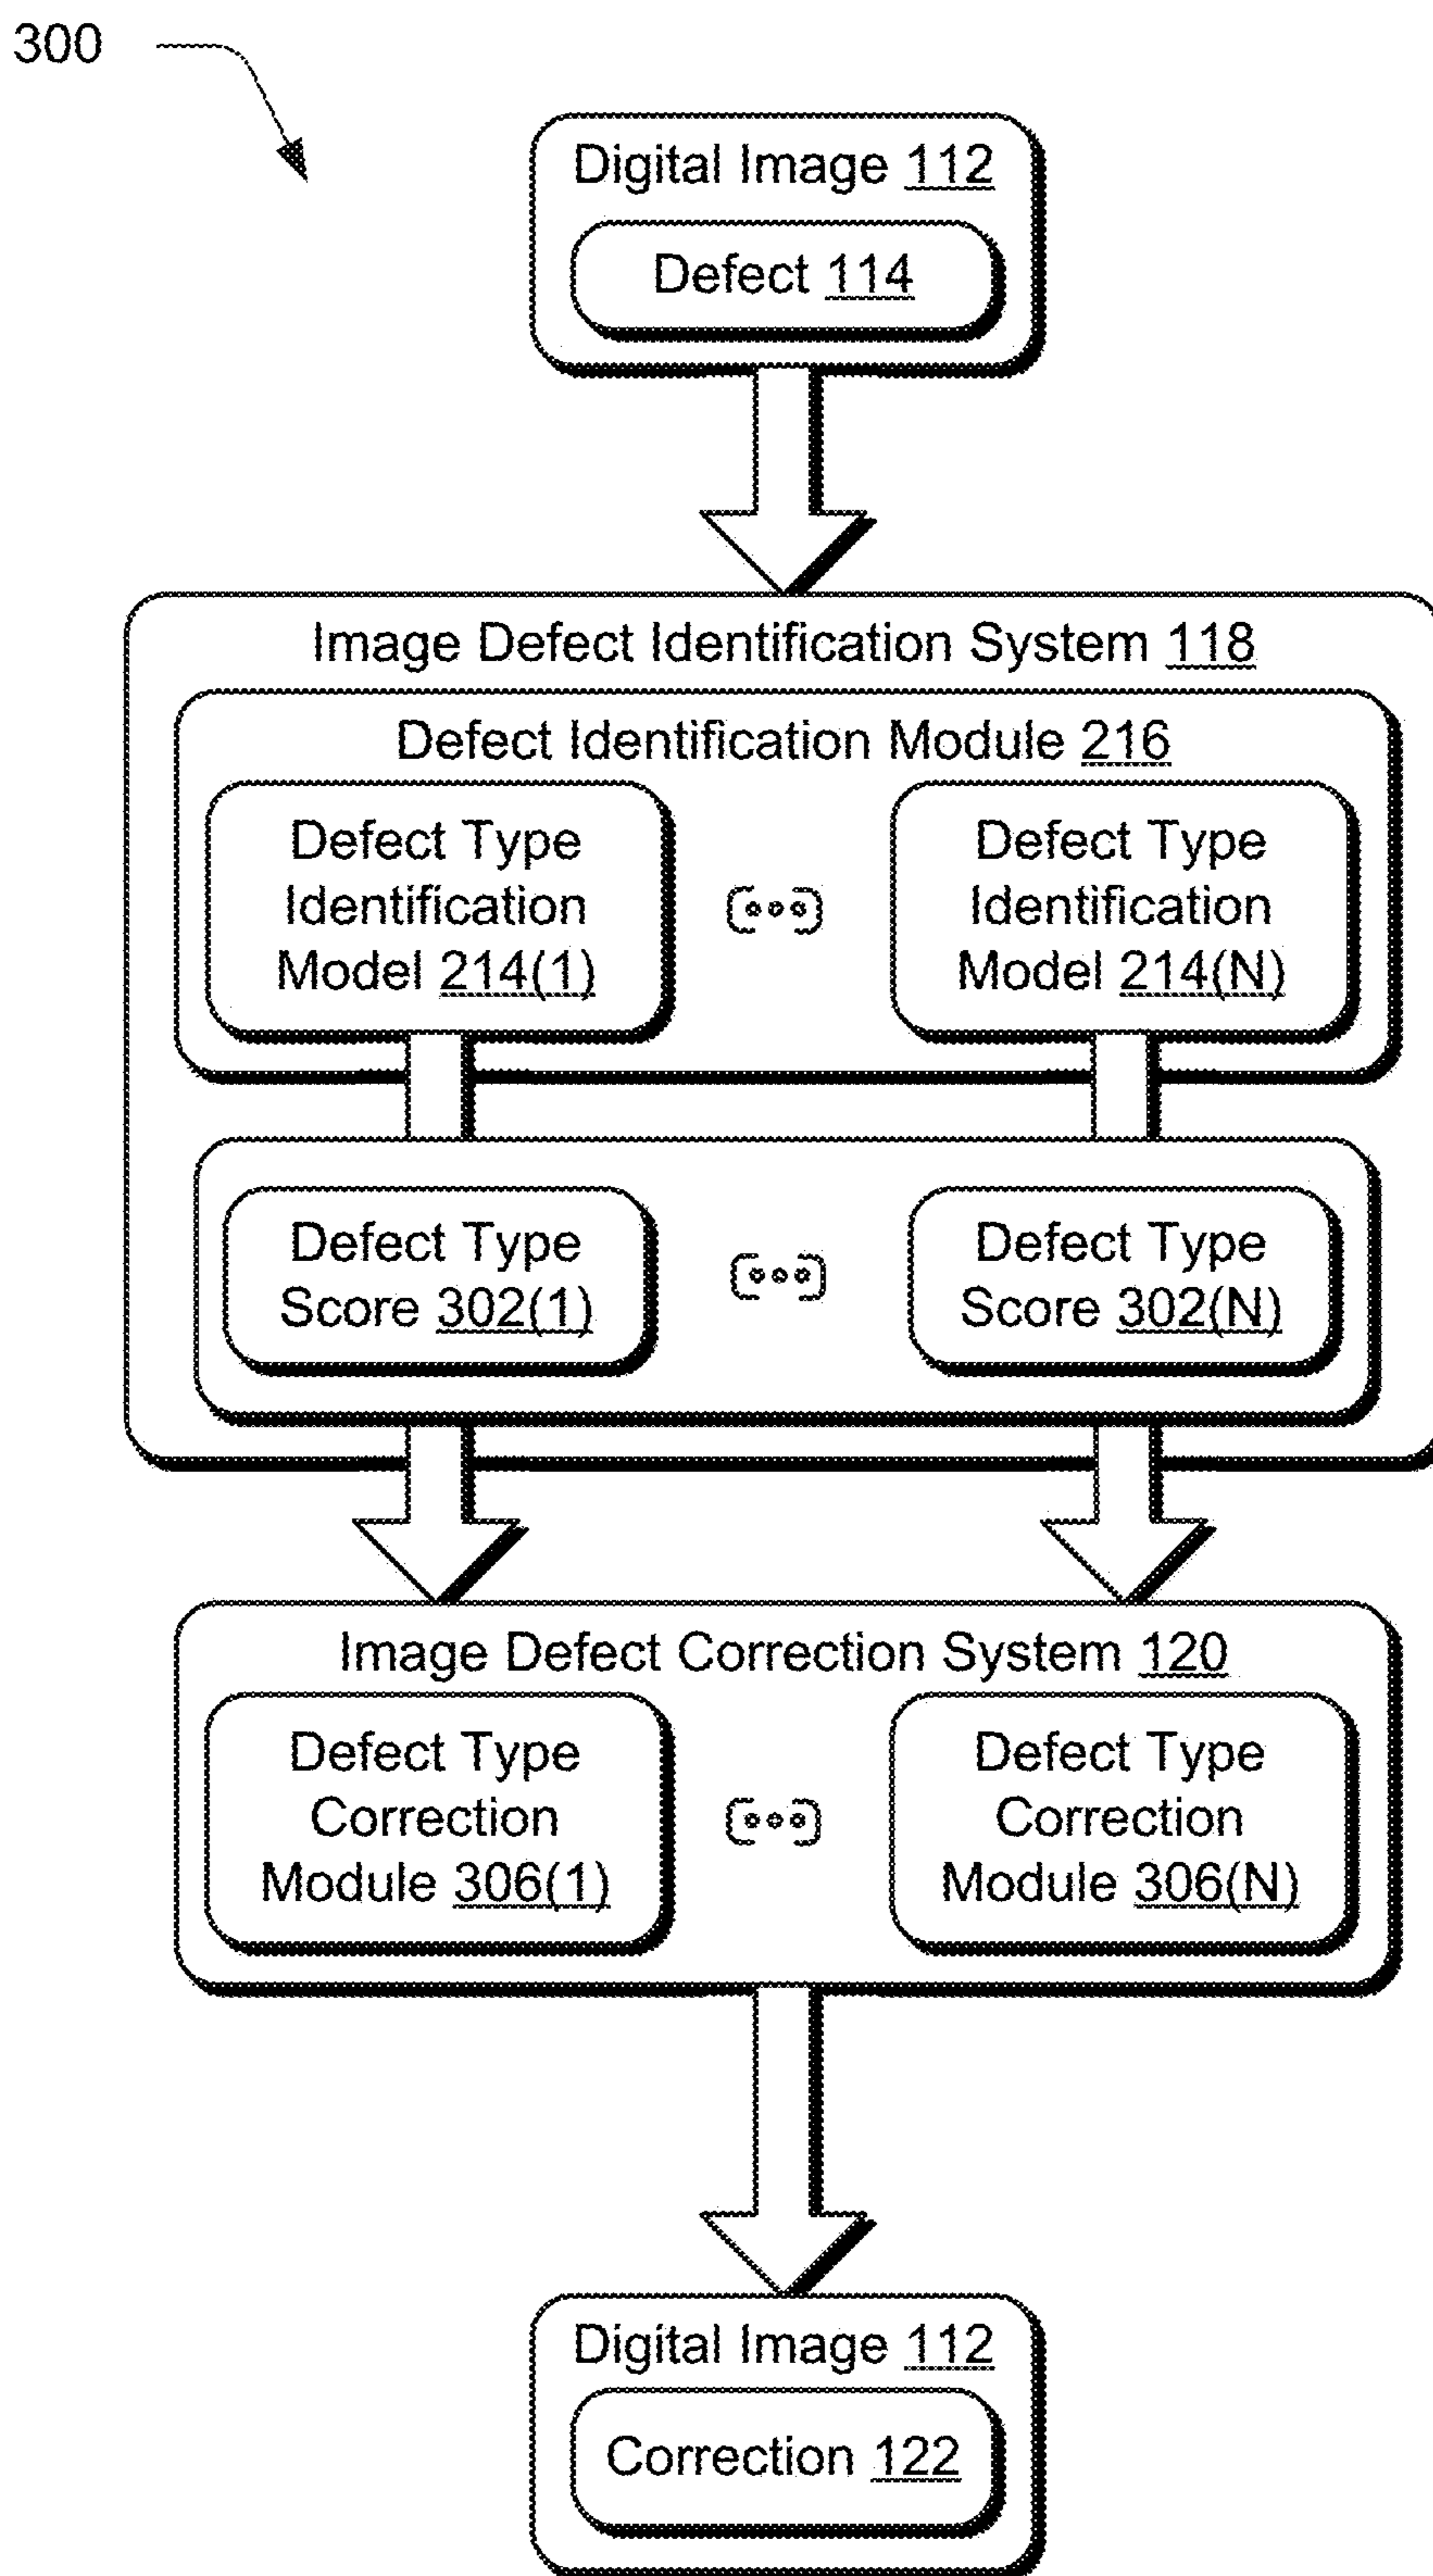 300
Digital Image 112
Defect 114
Image Defect Identification System 118
Defect Identification Module 216
Defect Type
Identification
Model 214(1)
Defect Type
Identification
Model 214(N)
Defect Type
Score 302(1)
Defect Type
Score 302(N)
Image Defect Correction System 120
Defect Type
Correction
Module 306(1)
Defect Type
Correction
Module 306(N)
Digital Image 112
Correction 122